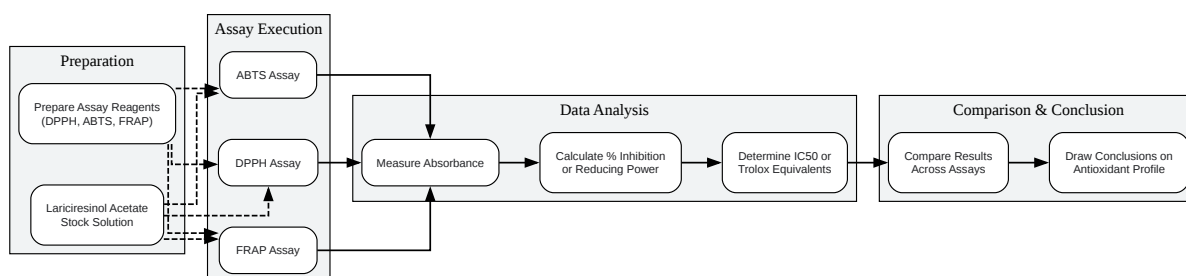 Preparation
Prepare Assay Reagents
(DPPH, ABTS, FRAP)
Lariciresinol Acetate
Stock Solution
Assay Execution
ABTS Assay
DPPH Assay
FRAP Assay
Data Analysis
Measure Absorbance
Calculate % Inhibition
or Reducing Power
Determine IC50 or
Trolox Equivalents
Comparison & Conclusion
Compare Results
Across Assays
Draw Conclusions on
Antioxidant Profile